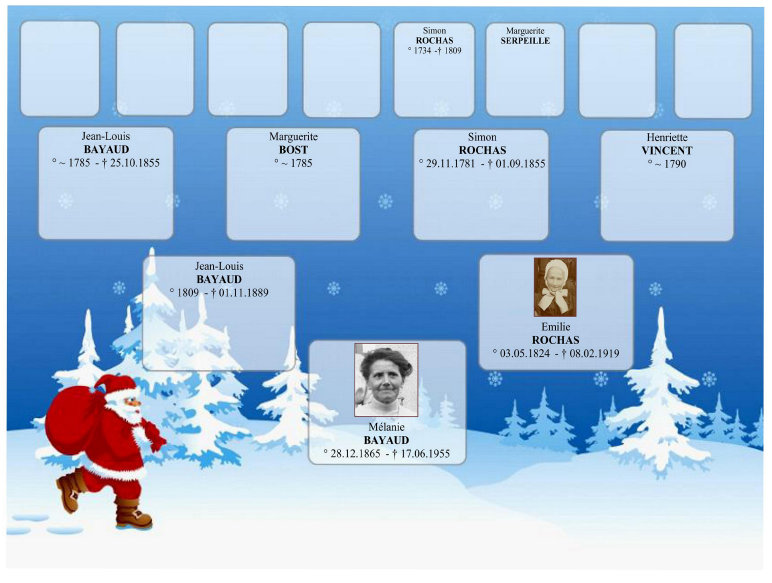 Simon
ROCHAS
° 1734 -† 1809
Marguerite
SERPEILLE
Jean-Louis
BAYAUD
° ~ 1785 - † 25.10.1855
Marguerite
BOST
° ~ 1785
Simon
ROCHAS
° 29.11.1781 - † 01.09.1855
Henriette
VINCENT
° ~ 1790
Jean-Louis
BAYAUD
° 1809 - † 01.11.1889
Emilie
ROCHAS
° 03.05.1824 - † 08.02.1919
Mélanie
BAYAUD
° 28.12.1865 - † 17.06.1955